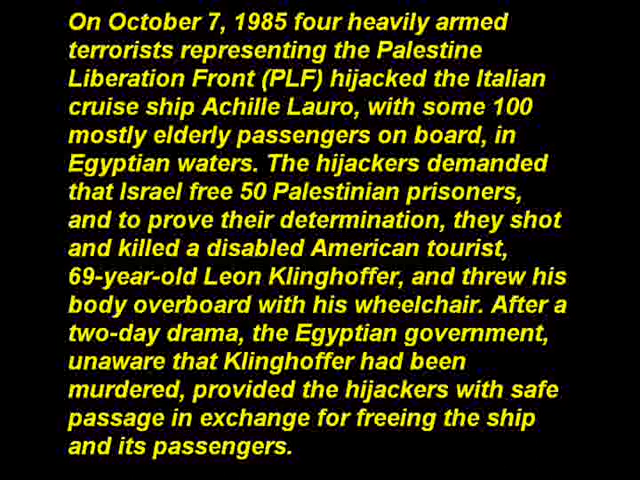 On October 7, 1985 four heavily armed
terrorists representing the Palestine
Liberation Front (PLF) hijacked the Italian
cruise ship Achille Lauro, with some 100
mostly elderly passengers on board, in
Egyptian waters. The hijackers demanded
that Israel free 50 Palestinian prisoners,
and to prove their determination, they shot
and killed a disabled American tourist,
69-year-old Leon Klinghoffer, and threw his
body overboard with his wheelchair. After a
two-day drama, the Egyptian government,
unaware that Klinghoffer had been
murdered, provided the hijackers with safe
passage in exchange for freeing the ship
and its passengers.